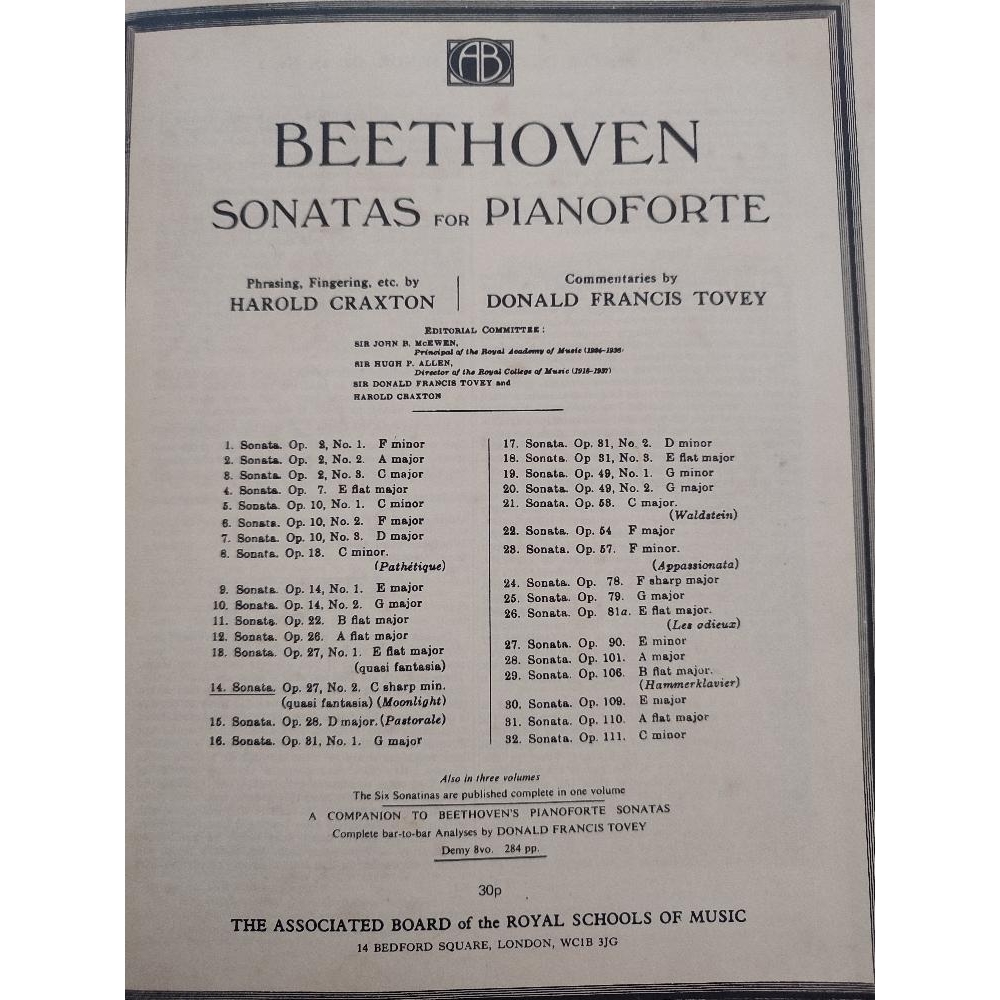 AB
BEETHOVEN
SONATAS FOR PIANOFORTE
Phrasing, Fingering, etc. by
HAROLD CRAXTON
Commentaries by
DONALD FRANCIS TOVEY
EDITORIAL COMMITTEE:
SIR JOHN B. McEWEN,
Principal of the Royal Academy of Music (1924-1936)
SIR HUGH P. ALLEN,
Director of the Royal College of Music (1918-1937)
SIR DONALD FRANCIS TOVEY and
HAROLD CRAXTON
1. Sonata. Op. 2, No. 1. F minor
2. Sonata. Op. 2, No. 2. A major
3. Sonata. Op. 2, No. 3. C major
4. Sonata. Op. 7. E flat major
5. Sonata. Op. 10, No. 1. C minor
6. Sonata. Op. 10, No. 2. F major
7. Sonata. Op. 10, No. 3. D major
8. Sonata. Op. 13. C minor.
(Pathétique)
9. Sonata. Op. 14, No. 1. E major
10. Sonata. Op. 14, No. 2. G major
11. Sonata. Op. 22. B flat major
12. Sonata. Op. 26. A flat major
13. Sonata. Op. 27, No. 1. E flat major
(quasi fantasia)
14. Sonata. Op. 27, No. 2. C sharp min.
(quasi fantasia) (Moonlight)
15. Sonata. Op. 28. D major. (Pastorale)
16. Sonata. Op. 31, No. 1. G major
17. Sonata. Op. 31, No. 2. D minor
18. Sonata. Op 31, No. 3. E flat major
19. Sonata. Op. 49, No. 1. G minor
20. Sonata. Op. 49, No. 2. G major
21. Sonata. Op. 53. C major.
(Waldstein)
22. Sonata. Op. 54 F major
23. Sonata. Op. 57. F minor.
(Appassionata)
24. Sonata. Op. 78. F sharp major
25. Sonata. Op. 79. G major
26. Sonata. Op. 81a. E flat major.
(Les adieux)
27. Sonata. Op. 90. E minor
28. Sonata. Op. 101. A major
29. Sonata. Op. 106. B flat major.
(Hammerklavier)
30. Sonata. Op. 109. E major
31. Sonata. Op. 110. A flat major
32. Sonata. Op. 111. C minor
Also in three volumes
The Six Sonatinas are published complete in one volume
A COMPANION TO BEETHOVEN'S PIANOFORTE SONATAS
Complete bar-to-bar Analyses by DONALD FRANCIS TOVEY
Demy 8vo. 284 pp.
30p
THE ASSOCIATED BOARD of the ROYAL SCHOOLS OF MUSIC
14 BEDFORD SQUARE, LONDON, WC1B 3JG